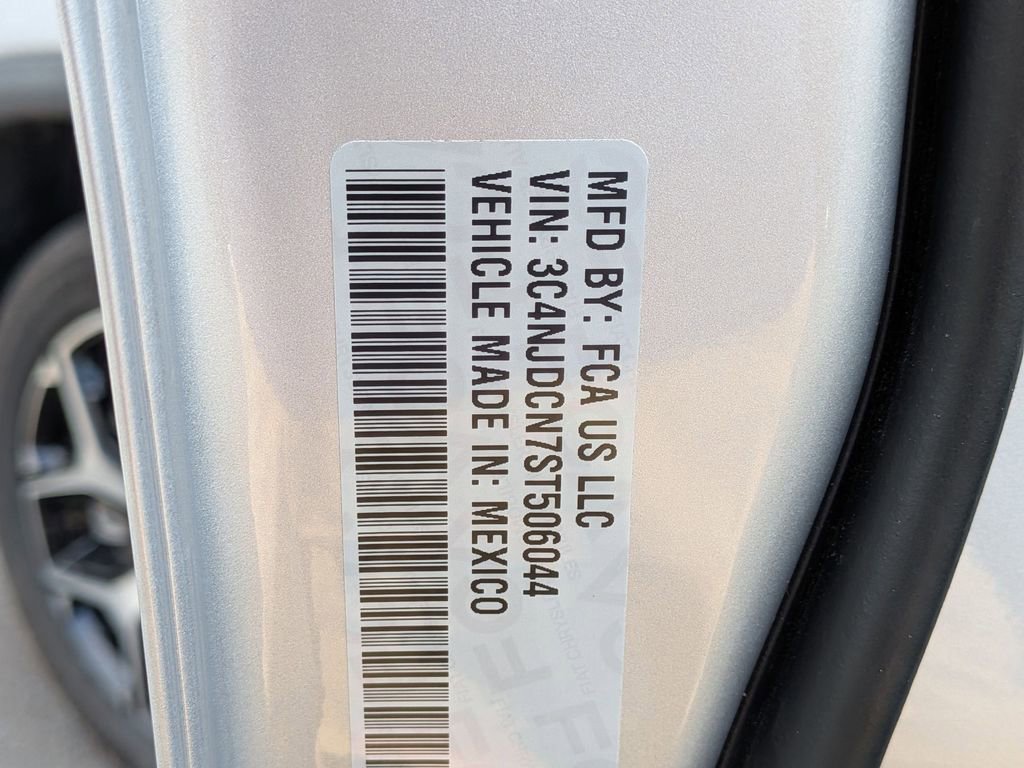 MFD BY: FCA US LLC
VIN: 3C4NJDCN7ST506044
VEHICLE MADE IN: MEXICO